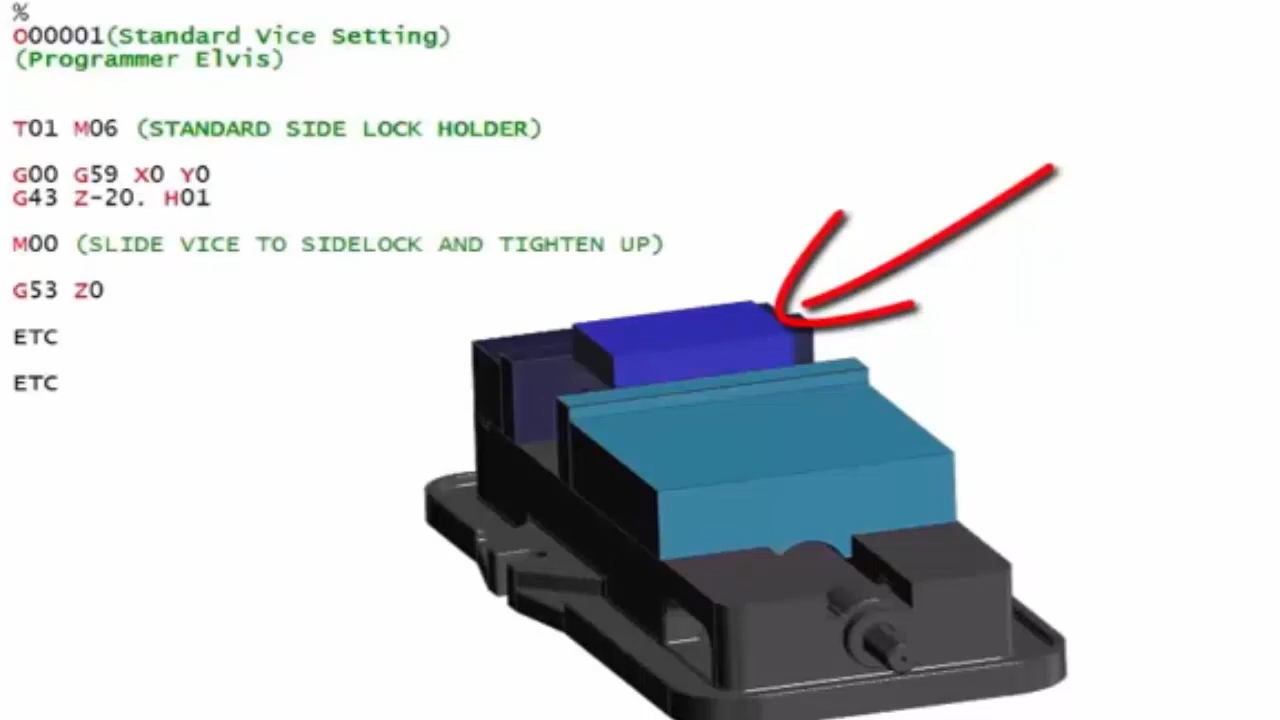 %
O00001(Standard Vice Setting)
(Programmer Elvis)
T01 M06 (STANDARD SIDE LOCK HOLDER)
G00 G59 X0 Y0
G43 Z-20. H01
M00 (SLIDE VICE TO SIDELOCK AND TIGHTEN UP)
G53 Z0
ETC
ETC